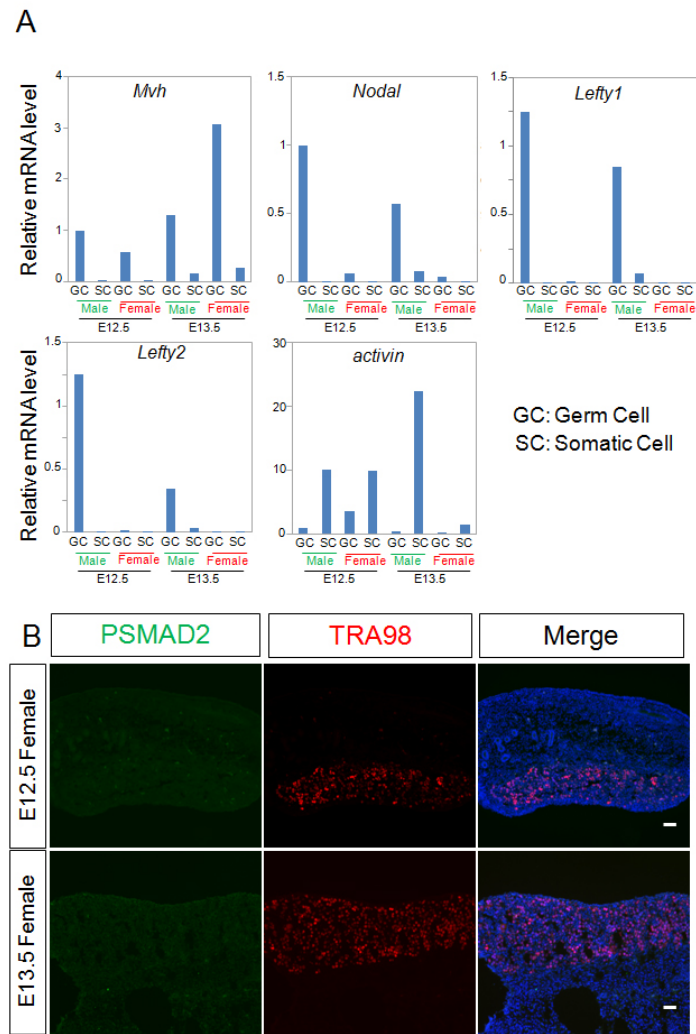 A
Mvh
Nodal
Lefty1
Relative mRNA level
4
3
2
1
0
1.5
1
0.5
0
1.5
1
0.5
0
GC SC GC SC GC SC GC SC
Male Female Male Female
E12.5 E13.5
GC SC GC SC GC SC GC SC
Male Female Male Female
E12.5 E13.5
GC SC GC SC GC SC GC SC
Male Female Male Female
E12.5 E13.5
Lefty2
activin
Relative mRNA level
1.5
1
0.5
0
30
20
10
0
GC SC GC SC GC SC GC SC
Male Female Male Female
E12.5 E13.5
GC SC GC SC GC SC GC SC
Male Female Male Female
E12.5 E13.5
GC: Germ Cell
SC: Somatic Cell
B
PSMAD2
TRA98
Merge
E12.5 Female
E13.5 Female